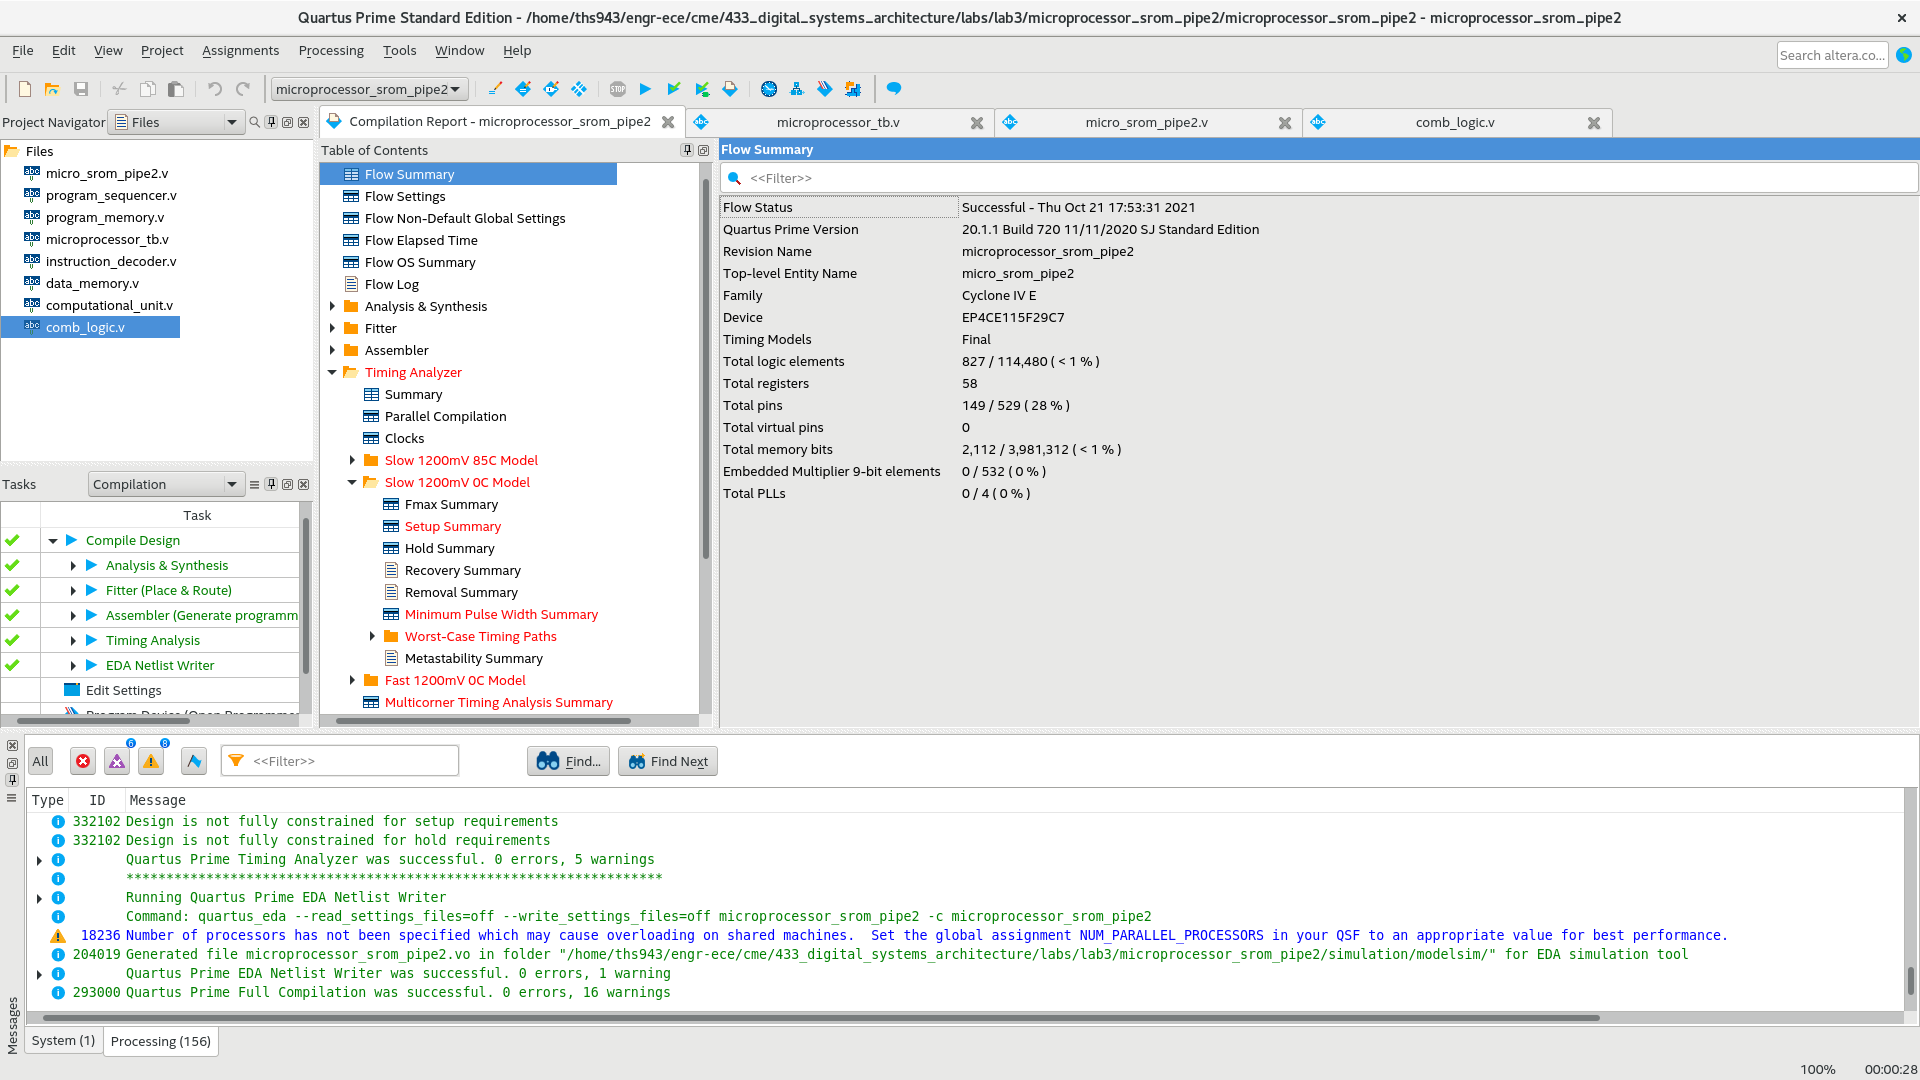 Quartus Prime Standard Edition - /home/ths943/engr-ece/cme/433_digital_systems_architecture/labs/lab3/microprocessor_srom_pipe2/microprocessor_srom_pipe2 - microprocessor_srom_pipe2
File Edit View Project Assignments Processing Tools Window Help
Search altera.co...
microprocessor_srom_pipe2
STOP
Project Navigator Files
Files
abc micro_srom_pipe2.v
abc program_sequencer.v
abc program_memory.v
abc microprocessor_tb.v
abc instruction_decoder.v
abc data_memory.v
abc computational_unit.v
abc comb_logic.v
Tasks Compilation
Task
Compile Design
Analysis & Synthesis
Fitter (Place & Route)
Assembler (Generate programm
Timing Analysis
EDA Netlist Writer
Edit Settings
Compilation Report - microprocessor_srom_pipe2
abc microprocessor_tb.v
abc micro_srom_pipe2.v
abc comb_logic.v
Table of Contents
Flow Summary
Flow Settings
Flow Non-Default Global Settings
Flow Elapsed Time
Flow OS Summary
Flow Log
Analysis & Synthesis
Fitter
Assembler
Timing Analyzer
Summary
Parallel Compilation
Clocks
Slow 1200mV 85C Model
Slow 1200mV 0C Model
Fmax Summary
Setup Summary
Hold Summary
Recovery Summary
Removal Summary
Minimum Pulse Width Summary
Worst-Case Timing Paths
Metastability Summary
Fast 1200mV 0C Model
Multicorner Timing Analysis Summary
Flow Summary
<<Filter>>
Flow Status Successful - Thu Oct 21 17:53:31 2021
Quartus Prime Version 20.1.1 Build 720 11/11/2020 SJ Standard Edition
Revision Name microprocessor_srom_pipe2
Top-level Entity Name micro_srom_pipe2
Family Cyclone IV E
Device EP4CE115F29C7
Timing Models Final
Total logic elements 827 / 114,480 ( < 1 % )
Total registers 58
Total pins 149 / 529 ( 28 % )
Total virtual pins 0
Total memory bits 2,112 / 3,981,312 ( < 1 % )
Embedded Multiplier 9-bit elements 0 / 532 ( 0 % )
Total PLLs 0 / 4 ( 0 % )
All 6 8 <<Filter>> Find... Find Next
Type ID Message
332102 Design is not fully constrained for setup requirements
332102 Design is not fully constrained for hold requirements
Quartus Prime Timing Analyzer was successful. 0 errors, 5 warnings
*******************************************************************
Running Quartus Prime EDA Netlist Writer
Command: quartus_eda --read_settings_files=off --write_settings_files=off microprocessor_srom_pipe2 -c microprocessor_srom_pipe2
18236 Number of processors has not been specified which may cause overloading on shared machines.  Set the global assignment NUM_PARALLEL_PROCESSORS in your QSF to an appropriate value for best performance.
204019 Generated file microprocessor_srom_pipe2.vo in folder "/home/ths943/engr-ece/cme/433_digital_systems_architecture/labs/lab3/microprocessor_srom_pipe2/simulation/modelsim/" for EDA simulation tool
Quartus Prime EDA Netlist Writer was successful. 0 errors, 1 warning
293000 Quartus Prime Full Compilation was successful. 0 errors, 16 warnings
Messages
System (1) Processing (156)
100% 00:00:28